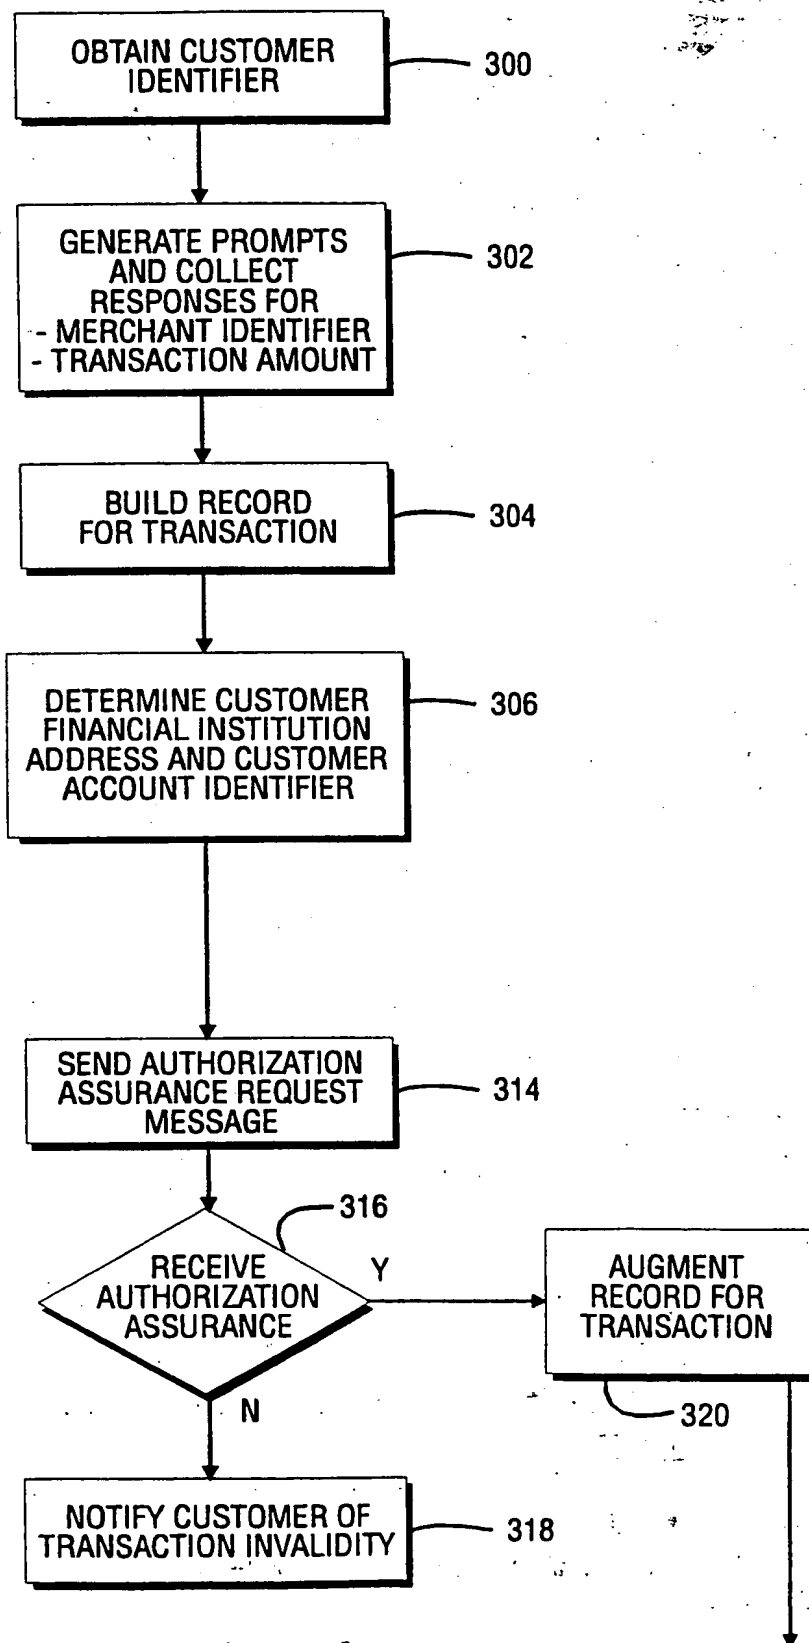 OBTAIN CUSTOMER
IDENTIFIER
300
GENERATE PROMPTS
AND COLLECT
RESPONSES FOR
- MERCHANT IDENTIFIER
- TRANSACTION AMOUNT
302
BUILD RECORD
FOR TRANSACTION
304
DETERMINE CUSTOMER
FINANCIAL INSTITUTION
ADDRESS AND CUSTOMER
ACCOUNT IDENTIFIER
306
SEND AUTHORIZATION
ASSURANCE REQUEST
MESSAGE
314
316
RECEIVE
AUTHORIZATION
ASSURANCE
Y
AUGMENT
RECORD FOR
TRANSACTION
320
N
NOTIFY CUSTOMER OF
TRANSACTION INVALIDITY
318